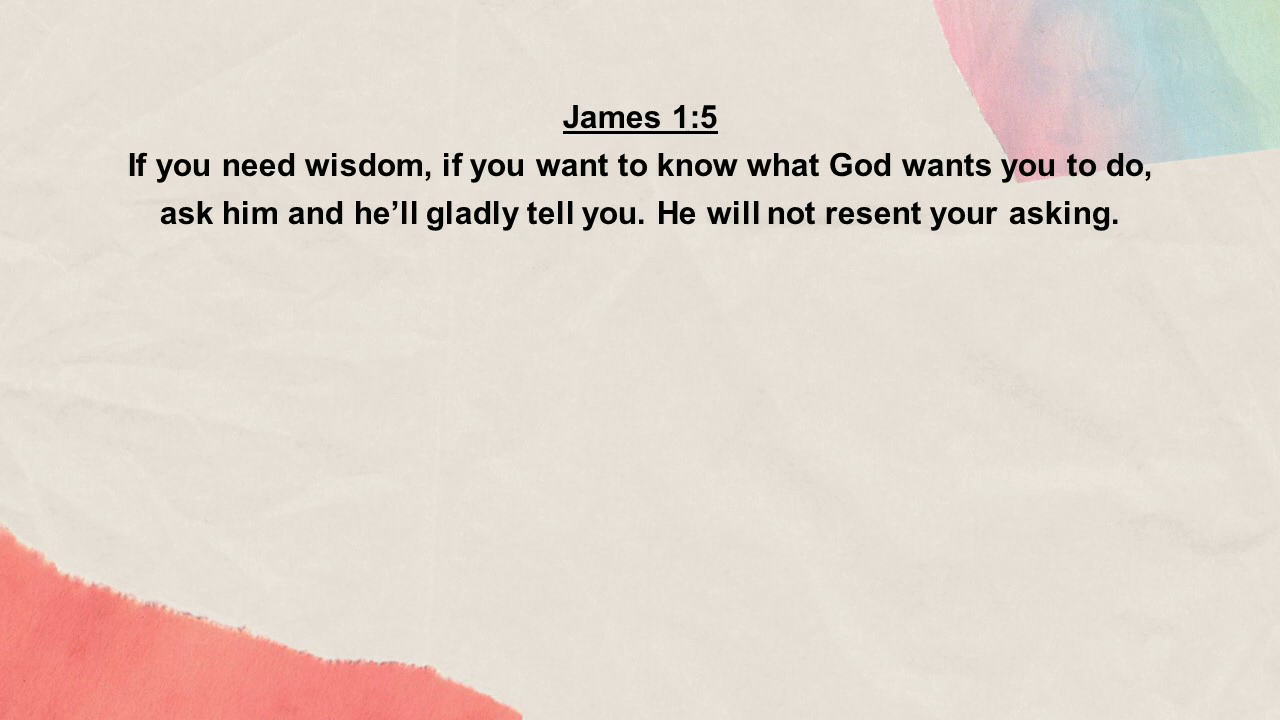 James 1:5
If you need wisdom, if you want to know what God wants you to do,
ask him and he’ll gladly tell you. He will not resent your asking.